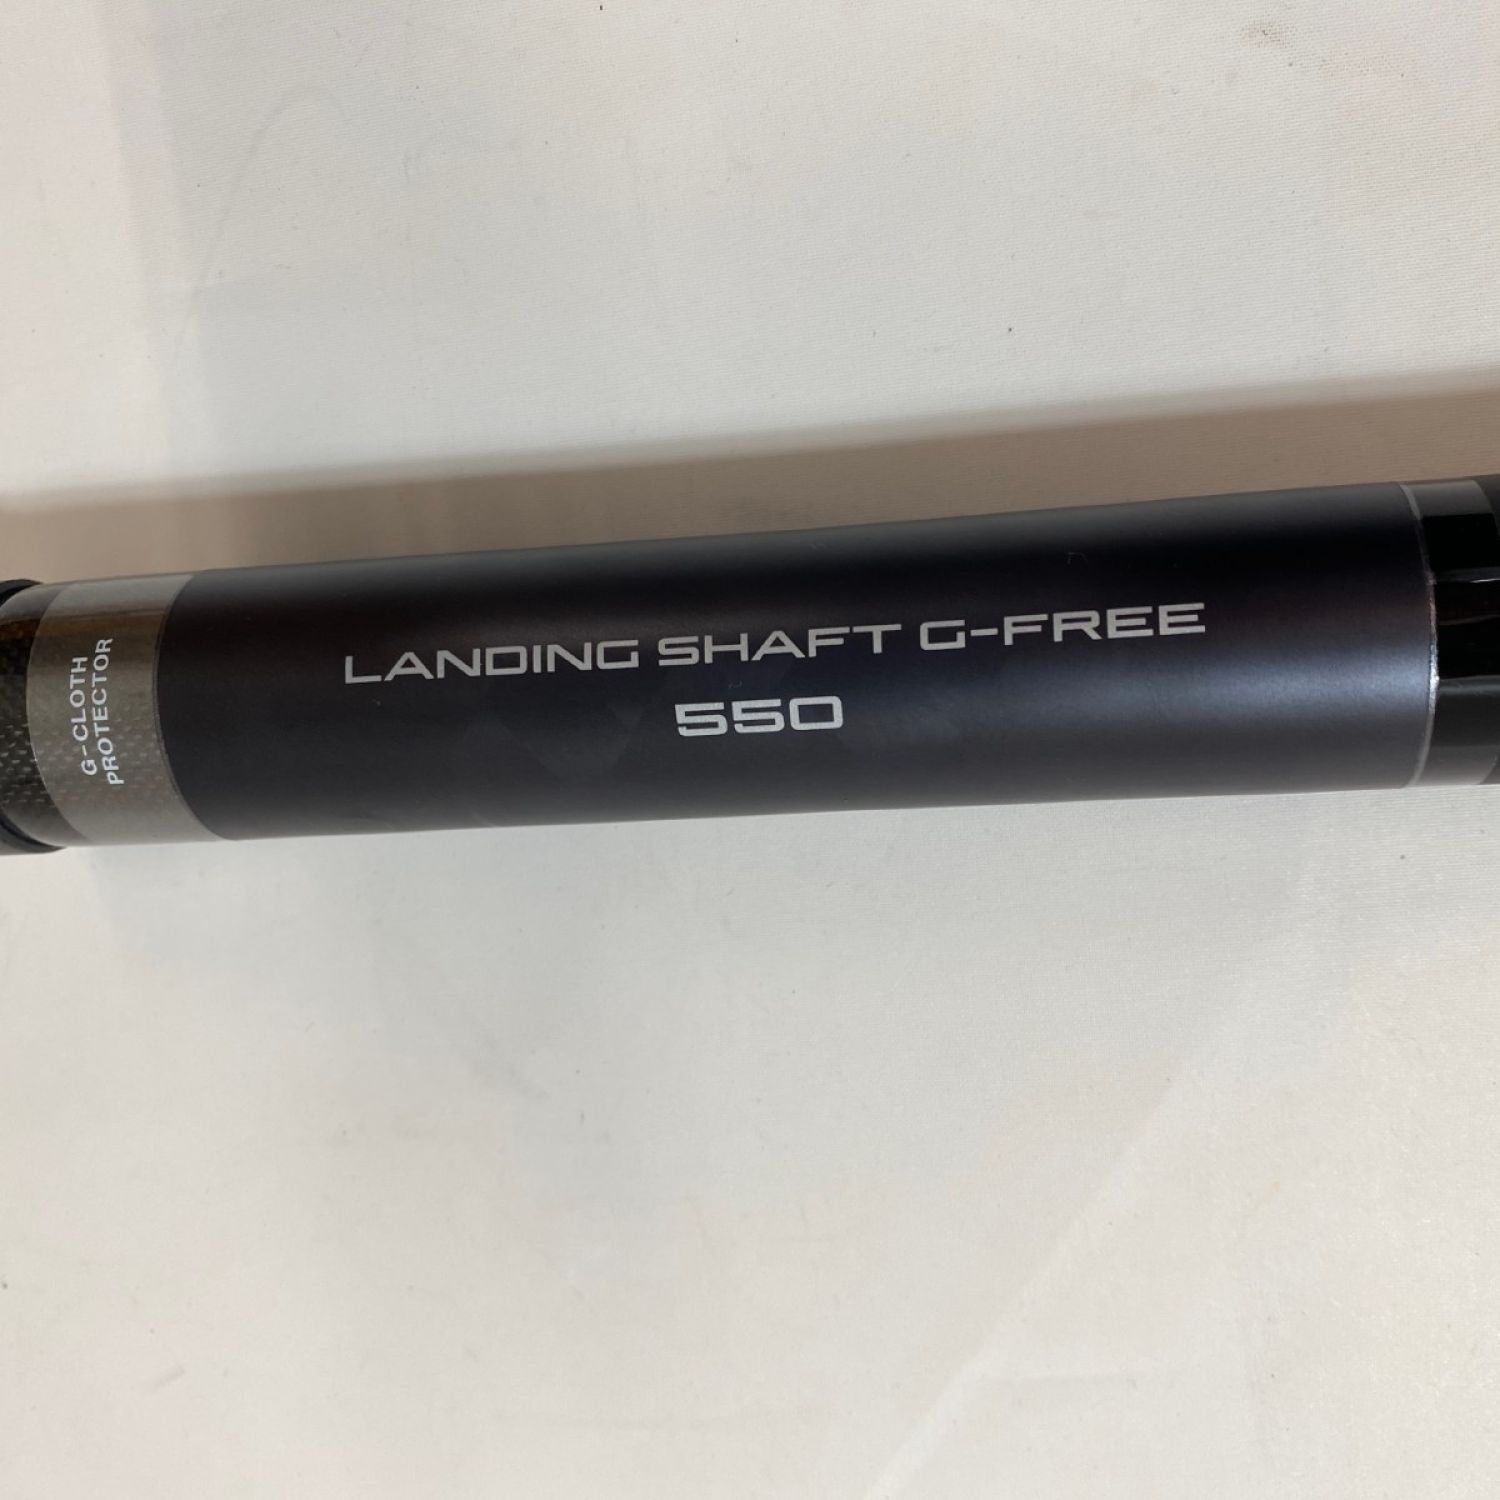 G-CLOTH
PROTECTOR
LANDING SHAFT G-FREE
550